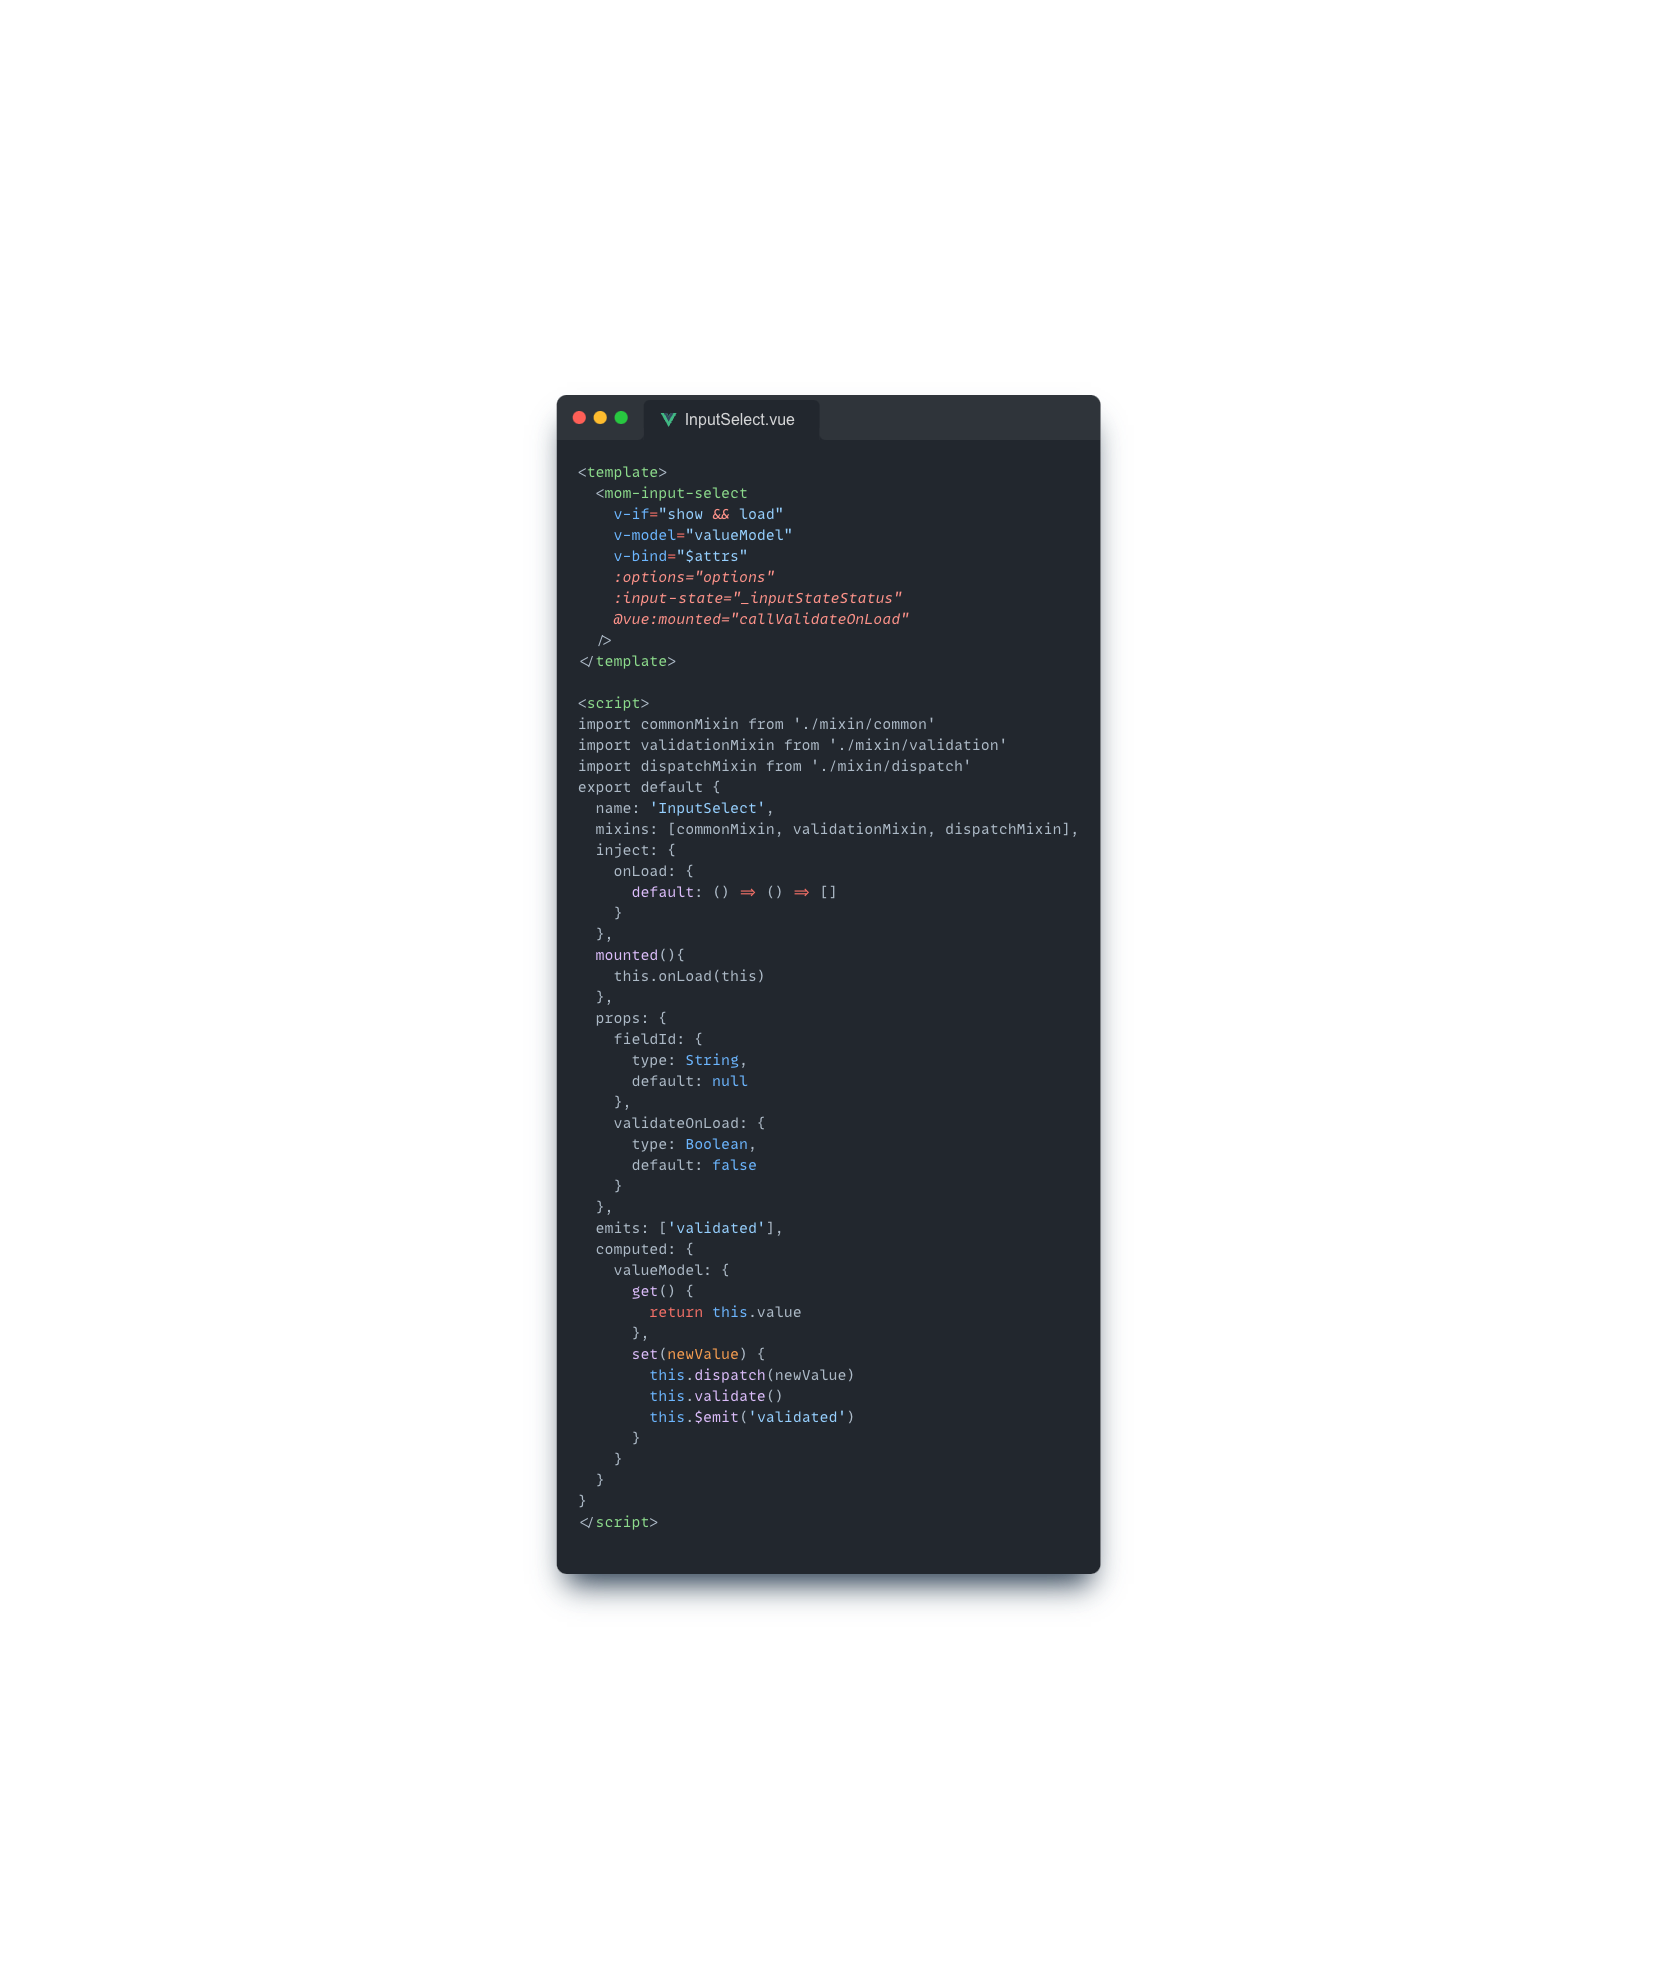 InputSelect.vue
<template>
  <mom-input-select
    v-if="show && load"
    v-model="valueModel"
    v-bind="$attrs"
    :options="options"
    :input-state="_inputStateStatus"
    @vue:mounted="callValidateOnLoad"
  />
</template>

<script>
import commonMixin from './mixin/common'
import validationMixin from './mixin/validation'
import dispatchMixin from './mixin/dispatch'
export default {
  name: 'InputSelect',
  mixins: [commonMixin, validationMixin, dispatchMixin],
  inject: {
    onLoad: {
      default: () => () => []
    }
  },
  mounted(){
    this.onLoad(this)
  },
  props: {
    fieldId: {
      type: String,
      default: null
    },
    validateOnLoad: {
      type: Boolean,
      default: false
    }
  },
  emits: ['validated'],
  computed: {
    valueModel: {
      get() {
        return this.value
      },
      set(newValue) {
        this.dispatch(newValue)
        this.validate()
        this.$emit('validated')
      }
    }
  }
}
</script>